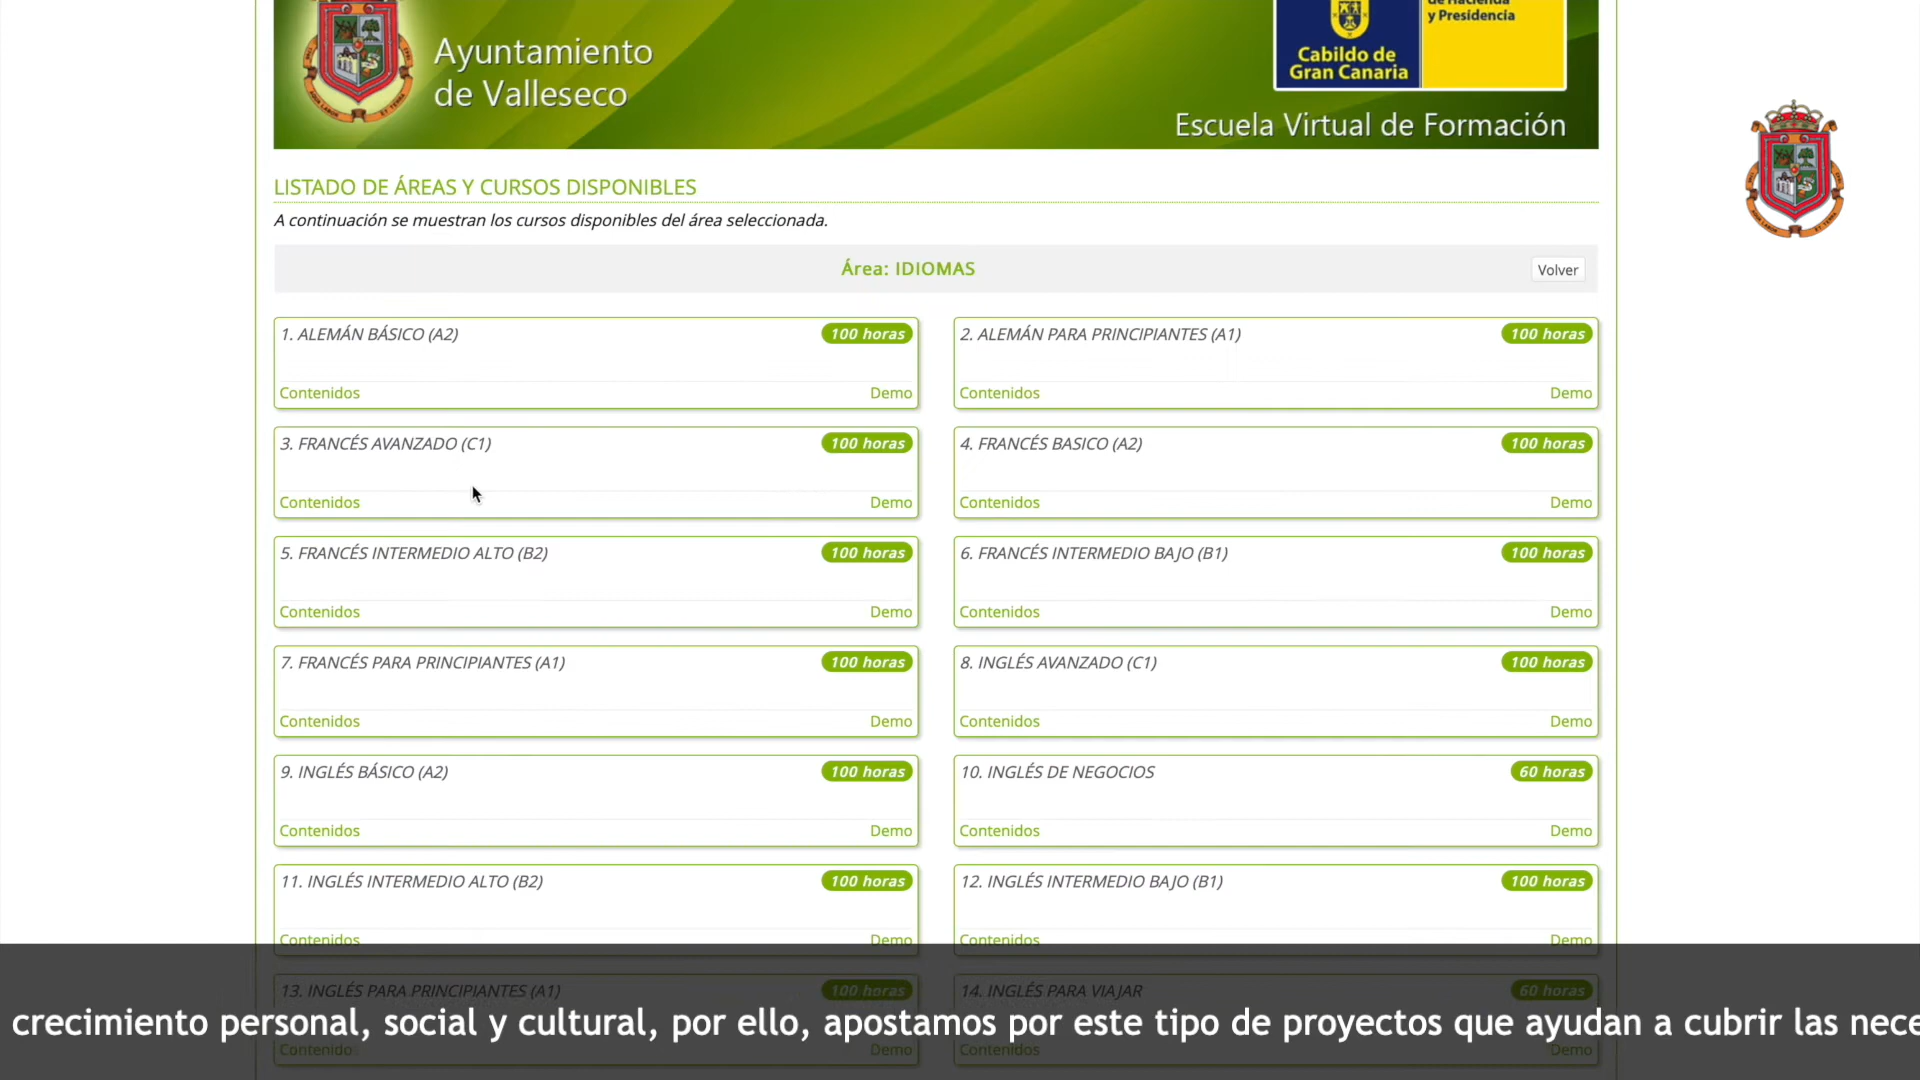 de Hacienda
y Presidencia
Ayuntamiento
de Valleseco
Cabildo de
Gran Canaria
Escuela Virtual de Formación
LISTADO DE ÁREAS Y CURSOS DISPONIBLES
A continuación se muestran los cursos disponibles del área seleccionada.
Área: IDIOMAS
Volver
1. ALEMÁN BÁSICO (A2)
100 horas
Contenidos
Demo
2. ALEMÁN PARA PRINCIPIANTES (A1)
100 horas
Contenidos
Demo
3. FRANCÉS AVANZADO (C1)
100 horas
Contenidos
Demo
4. FRANCÉS BASICO (A2)
100 horas
Contenidos
Demo
5. FRANCÉS INTERMEDIO ALTO (B2)
100 horas
Contenidos
Demo
6. FRANCÉS INTERMEDIO BAJO (B1)
100 horas
Contenidos
Demo
7. FRANCÉS PARA PRINCIPIANTES (A1)
100 horas
Contenidos
Demo
8. INGLÉS AVANZADO (C1)
100 horas
Contenidos
Demo
9. INGLÉS BÁSICO (A2)
100 horas
Contenidos
Demo
10. INGLÉS DE NEGOCIOS
60 horas
Contenidos
Demo
11. INGLÉS INTERMEDIO ALTO (B2)
100 horas
Contenidos
Demo
12. INGLÉS INTERMEDIO BAJO (B1)
100 horas
Contenidos
Demo
13. INGLÉS PARA PRINCIPIANTES (A1)
100 horas
Contenidos
Demo
14. INGLÉS PARA VIAJAR
60 horas
Contenidos
Demo
crecimiento personal, social y cultural, por ello, apostamos por este tipo de proyectos que ayudan a cubrir las nece